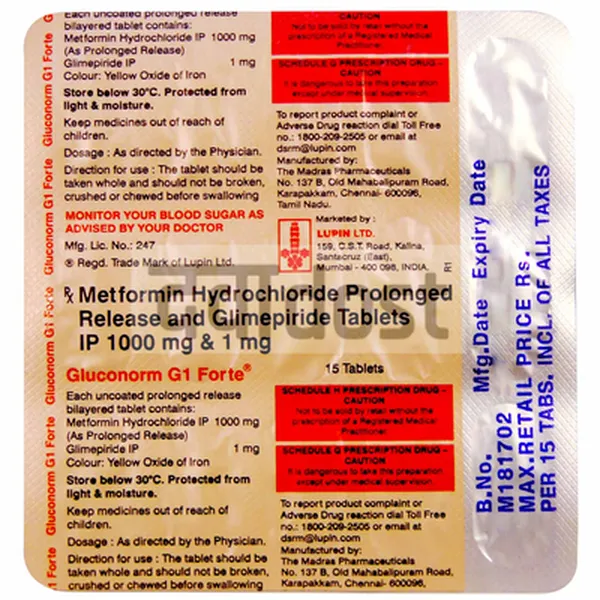 Gluconorm G1 Forte Gluconorm G1 Forte Gluconorm G1 Forte Gluconorm G1 Forte
Each uncoated prolonged release
bilayered tablet contains:
Metformin Hydrochloride IP 1000 mg
(As Prolonged Release)
Glimepiride IP 1 mg
Colour: Yellow Oxide of Iron
Store below 30°C. Protected from
light & moisture.
Keep medicines out of reach of
children.
Dosage : As directed by the Physician.
Direction for use : The tablet should be
taken whole and should not be broken,
crushed or chewed before swallowing
MONITOR YOUR BLOOD SUGAR AS
ADVISED BY YOUR DOCTOR
Mfg. Lic. No.: 247
® Regd. Trade Mark of Lupin Ltd.
CAUTION
Not to be sold by retail without the
prescription of a Registered Medical
Practitioner.
SCHEDULE G PRESCRIPTION DRUG -
CAUTION
It is dangerous to take this preparation
except under medical supervision.
To report product complaint or
Adverse Drug reaction dial Toll Free
no.: 1800-209-2505 or email at
dsrm@lupin.com
Manufactured by:
The Madras Pharmaceuticals
No. 137 B, Old Mahabalipuram Road,
Karapakkam, Chennai- 600096,
Tamil Nadu.
Marketed by :
LUPIN LTD.
159, C.S.T. Road, Kalina,
Santacruz (East),
Mumbai - 400 098, INDIA.
R1
Rx Metformin Hydrochloride Prolonged
Release and Glimepiride Tablets
IP 1000 mg & 1 mg
Gluconorm G1 Forte®
15 Tablets
Each uncoated prolonged release
bilayered tablet contains:
Metformin Hydrochloride IP 1000 mg
(As Prolonged Release)
Glimepiride IP 1 mg
Colour: Yellow Oxide of Iron
Store below 30°C. Protected from
light & moisture.
Keep medicines out of reach of
children.
Dosage : As directed by the Physician.
Direction for use : The tablet should be
taken whole and should not be broken,
crushed or chewed before swallowing
SCHEDULE H PRESCRIPTION DRUG -
CAUTION
Not to be sold by retail without the
prescription of a Registered Medical
Practitioner.
SCHEDULE G PRESCRIPTION DRUG -
CAUTION
It is dangerous to take this preparation
except under medical supervision.
To report product complaint or
Adverse Drug reaction dial Toll Free
no.: 1800-209-2505 or email at
dsrm@lupin.com
Manufactured by:
The Madras Pharmaceuticals
No. 137 B, Old Mahabalipuram Road,
Karapakkam, Chennai- 600096,
B.No. Mfg.Date Expiry Date
M181702
MAX.RETAIL PRICE Rs.
PER 15 TABS. INCL. OF ALL TAXES